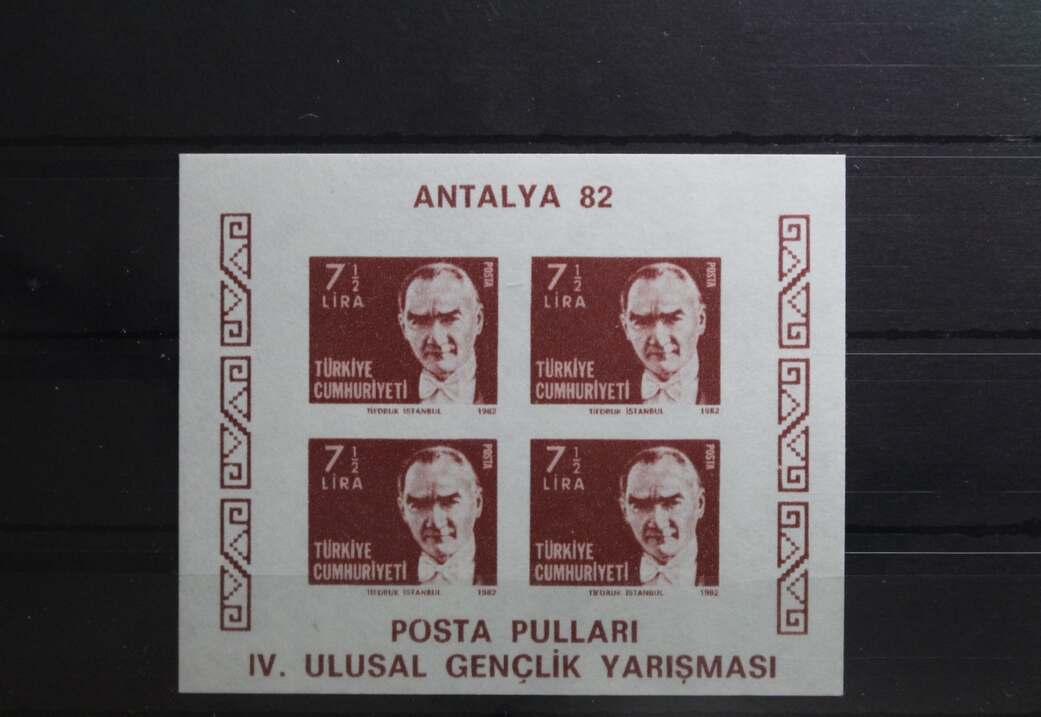 ANTALYA 82
7 1/2 POSTA
LİRA
TÜRKİYE
CUMHURİYETİ
TİFDRUK İSTANBUL 1982
7 1/2 POSTA
LİRA
TÜRKİYE
CUMHURİYETİ
TİFDRUK İSTANBUL 1982
7 1/2 POSTA
LİRA
TÜRKİYE
CUMHURİYETİ
TİFDRUK İSTANBUL 1982
7 1/2 POSTA
LİRA
TÜRKİYE
CUMHURİYETİ
TİFDRUK İSTANBUL 1982
POSTA PULLARI
IV. ULUSAL GENÇLİK YARIŞMASI